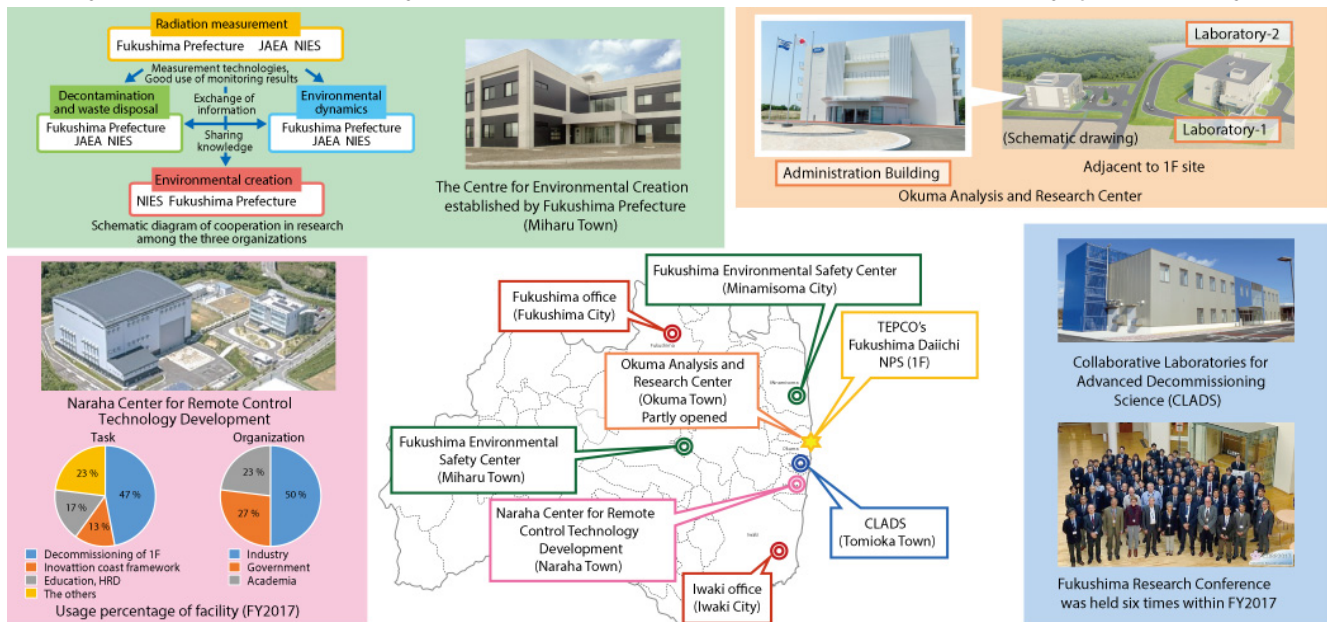 Radiation measurement
Fukushima Prefecture JAEA NIES
Measurement technologies,
Good use of monitoring results
Decontamination
and waste disposal
Fukushima Prefecture
JAEA NIES
Exchange of
information
Sharing
knowledge
Environmental
dynamics
Fukushima Prefecture
JAEA NIES
Environmental creation
NIES Fukushima Prefecture
Schematic diagram of cooperation in research
among the three organizations
The Centre for Environmental Creation
established by Fukushima Prefecture
(Miharu Town)
Administration Building
Laboratory-2
Laboratory-1
(Schematic drawing)
Adjacent to 1F site
Okuma Analysis and Research Center
Naraha Center for Remote Control
Technology Development
Task
23 %
47 %
17 %
13 %
Decommissioning of 1F
Inovattion coast framework
Education, HRD
The others
Organization
23 %
50 %
27 %
Industry
Government
Academia
Usage percentage of facility (FY2017)
Fukushima office
(Fukushima City)
Fukushima Environmental Safety Center
(Minamisoma City)
TEPCO's
Fukushima Daiichi
NPS (1F)
Okuma Analysis and
Research Center
(Okuma Town)
Partly opened
Fukushima Environmental
Safety Center
(Miharu Town)
Naraha Center for Remote
Control Technology
Development
(Naraha Town)
CLADS
(Tomioka Town)
Iwaki office
(Iwaki City)
Collaborative Laboratories for
Advanced Decommissioning
Science (CLADS)
Fukushima Research Conference
was held six times within FY2017